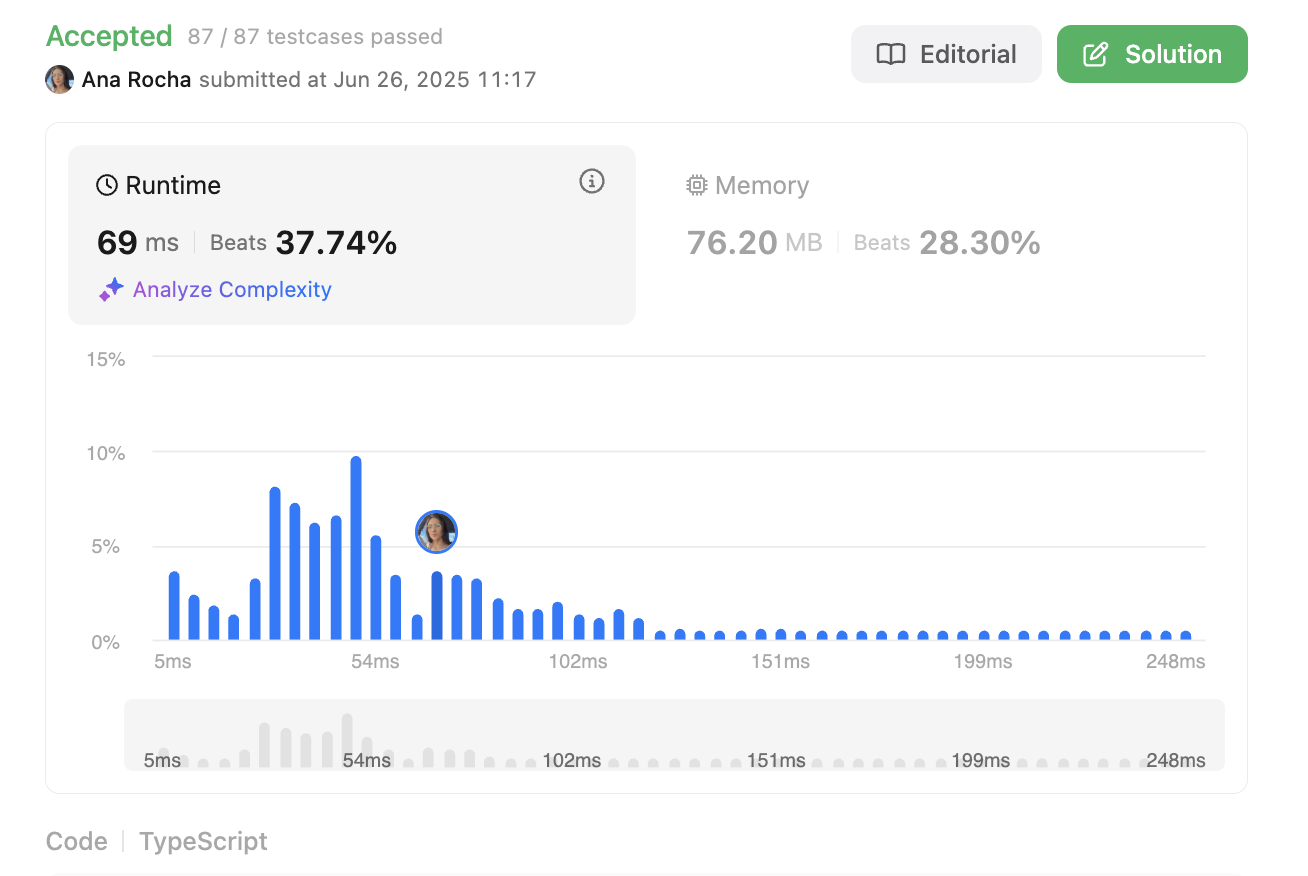 Accepted 87 / 87 testcases passed
Ana Rocha submitted at Jun 26, 2025 11:17
Editorial
Solution
Runtime
69 ms Beats 37.74%
Analyze Complexity
Memory
76.20 MB Beats 28.30%
15%
10%
5%
0%
5ms 54ms 102ms 151ms 199ms 248ms
5ms 54ms 102ms 151ms 199ms 248ms
Code TypeScript